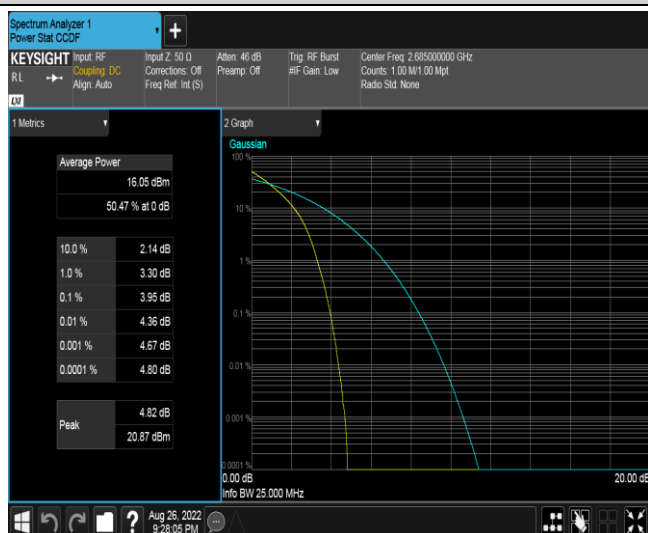 Spectrum Analyzer 1
Power Stat CCDF
+
KEYSIGHT
RL
LXI
Input: RF
Coupling: DC
Align: Auto
Input Z: 50 Ω
Corrections: Off
Freq Ref: Int (S)
Atten: 46 dB
Preamp: Off
Trig: RF Burst
#IF Gain: Low
Center Freq: 2.685000000 GHz
Counts: 1.00 M/1.00 Mpt
Radio Std: None
1 Metrics
Average Power
16.05 dBm
50.47 % at 0 dB
10.0 % 2.14 dB
1.0 % 3.30 dB
0.1 % 3.95 dB
0.01 % 4.36 dB
0.001 % 4.67 dB
0.0001 % 4.80 dB
Peak
4.82 dB
20.87 dBm
2 Graph
Gaussian
100 %
10 %
1 %
0.1 %
0.01 %
0.001 %
0.0001 %
0.00 dB
20.00 dB
Info BW 25.000 MHz
?
Aug 26, 2022
9:28:05 PM